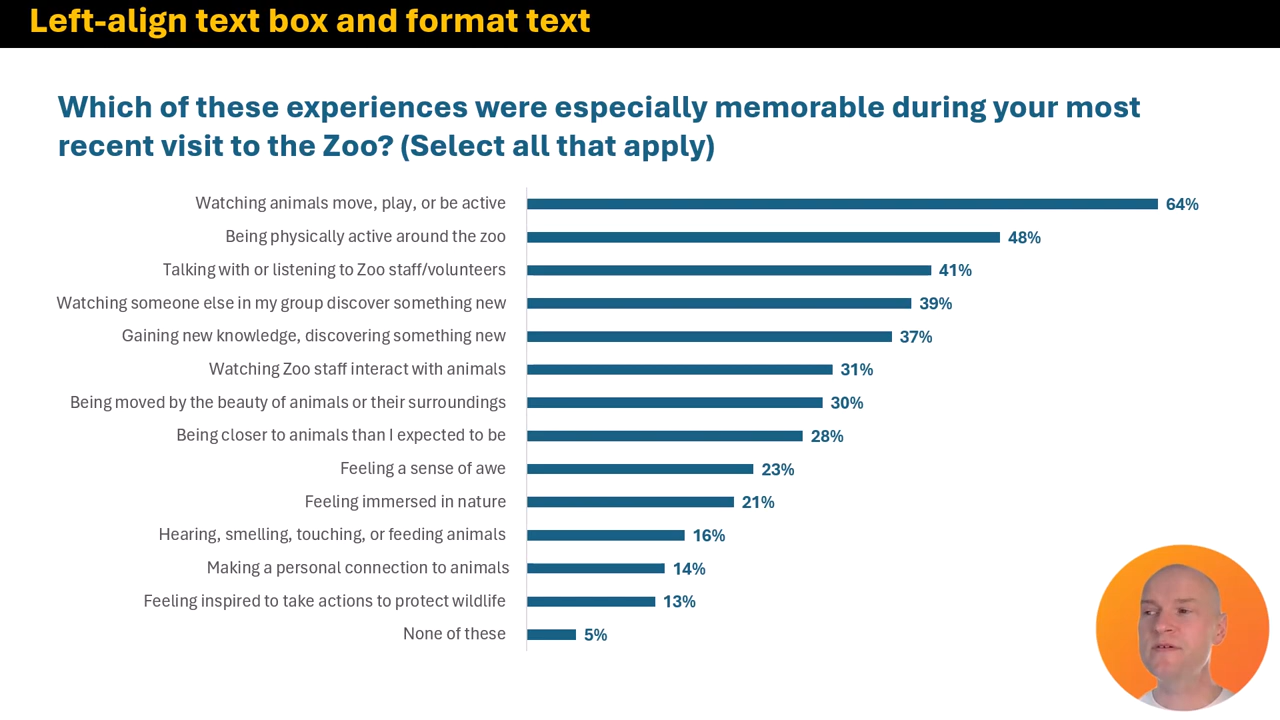 Left-align text box and format text
Which of these experiences were especially memorable during your most
recent visit to the Zoo? (Select all that apply)
Watching animals move, play, or be active 64%
Being physically active around the zoo 48%
Talking with or listening to Zoo staff/volunteers 41%
Watching someone else in my group discover something new 39%
Gaining new knowledge, discovering something new 37%
Watching Zoo staff interact with animals 31%
Being moved by the beauty of animals or their surroundings 30%
Being closer to animals than I expected to be 28%
Feeling a sense of awe 23%
Feeling immersed in nature 21%
Hearing, smelling, touching, or feeding animals 16%
Making a personal connection to animals 14%
Feeling inspired to take actions to protect wildlife 13%
None of these 5%